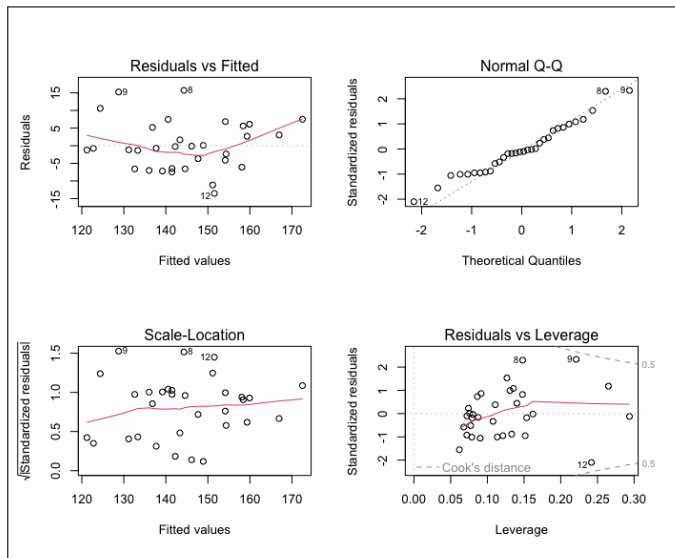 Residuals vs Fitted
Residuals
15
5
-5
-15
9
8
12
120 130 140 150 160 170
Fitted values
Normal Q-Q
Standardized residuals
2
1
0
-1
-2
8
9
12
-2 -1 0 1 2
Theoretical Quantiles
Scale-Location
√|Standardized residuals|
1.5
1.0
0.5
0.0
9
8
12
120 130 140 150 160 170
Fitted values
Residuals vs Leverage
Standardized residuals
2
1
0
-1
-2
8
9
0.5
12
0.5
Cook's distance
0.00 0.05 0.10 0.15 0.20 0.25 0.30
Leverage